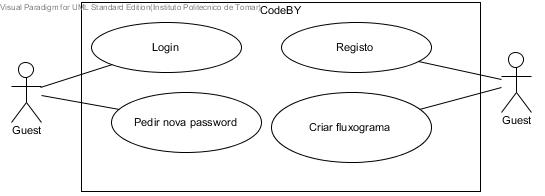 Visual Paradigm for UML Standard Edition(Instituto Politecnico de Tomar)
CodeBY
Login
Registo
Guest
Pedir nova password
Criar fluxograma
Guest